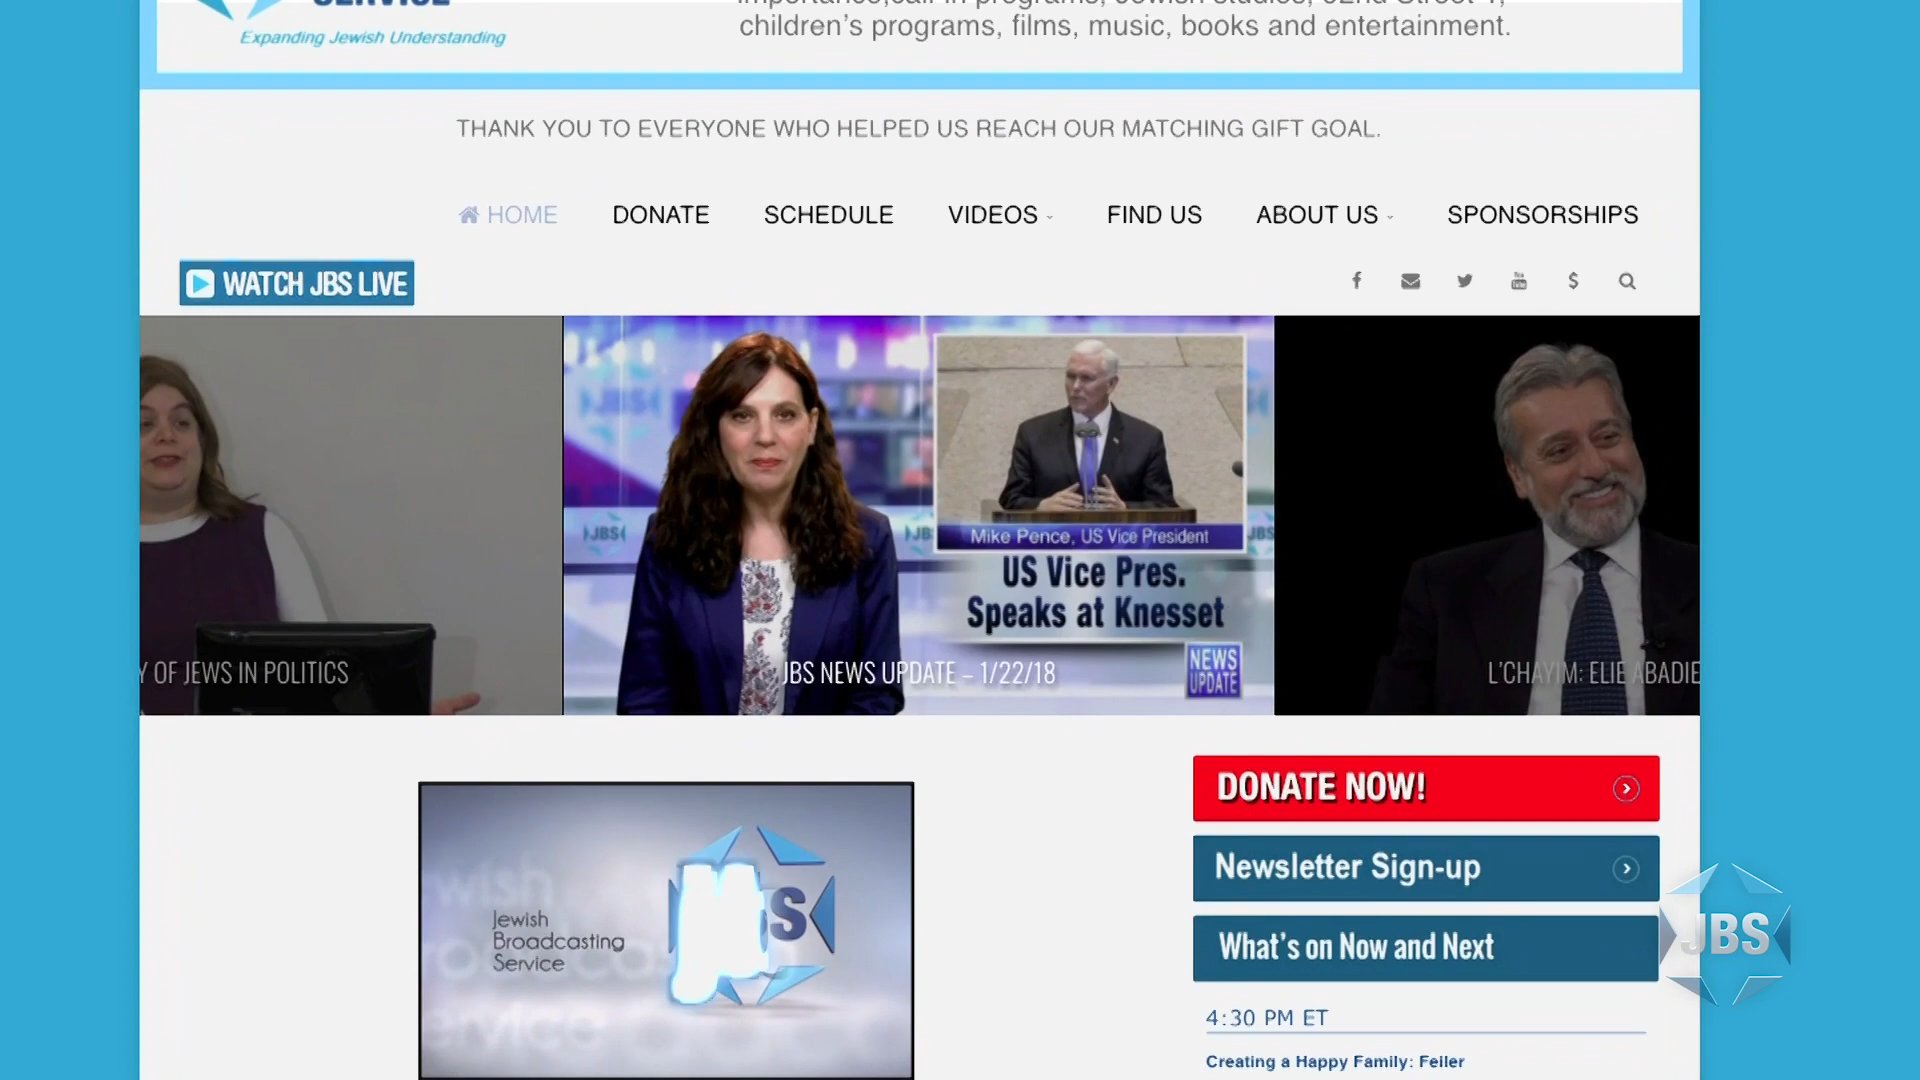 SERVICE
Expanding Jewish Understanding
children's programs, films, music, books and entertainment.
THANK YOU TO EVERYONE WHO HELPED US REACH OUR MATCHING GIFT GOAL.
HOME DONATE SCHEDULE VIDEOS FIND US ABOUT US SPONSORSHIPS
WATCH JBS LIVE
Mike Pence, US Vice President
US Vice Pres.
Speaks at Knesset
NEWS
UPDATE
Y OF JEWS IN POLITICS
JBS NEWS UPDATE – 1/22/18
L'CHAYIM: ELIE ABADIE
Jewish
Broadcasting
Service
DONATE NOW!
Newsletter Sign-up
What's on Now and Next
JBS
4:30 PM ET
Creating a Happy Family: Feiler